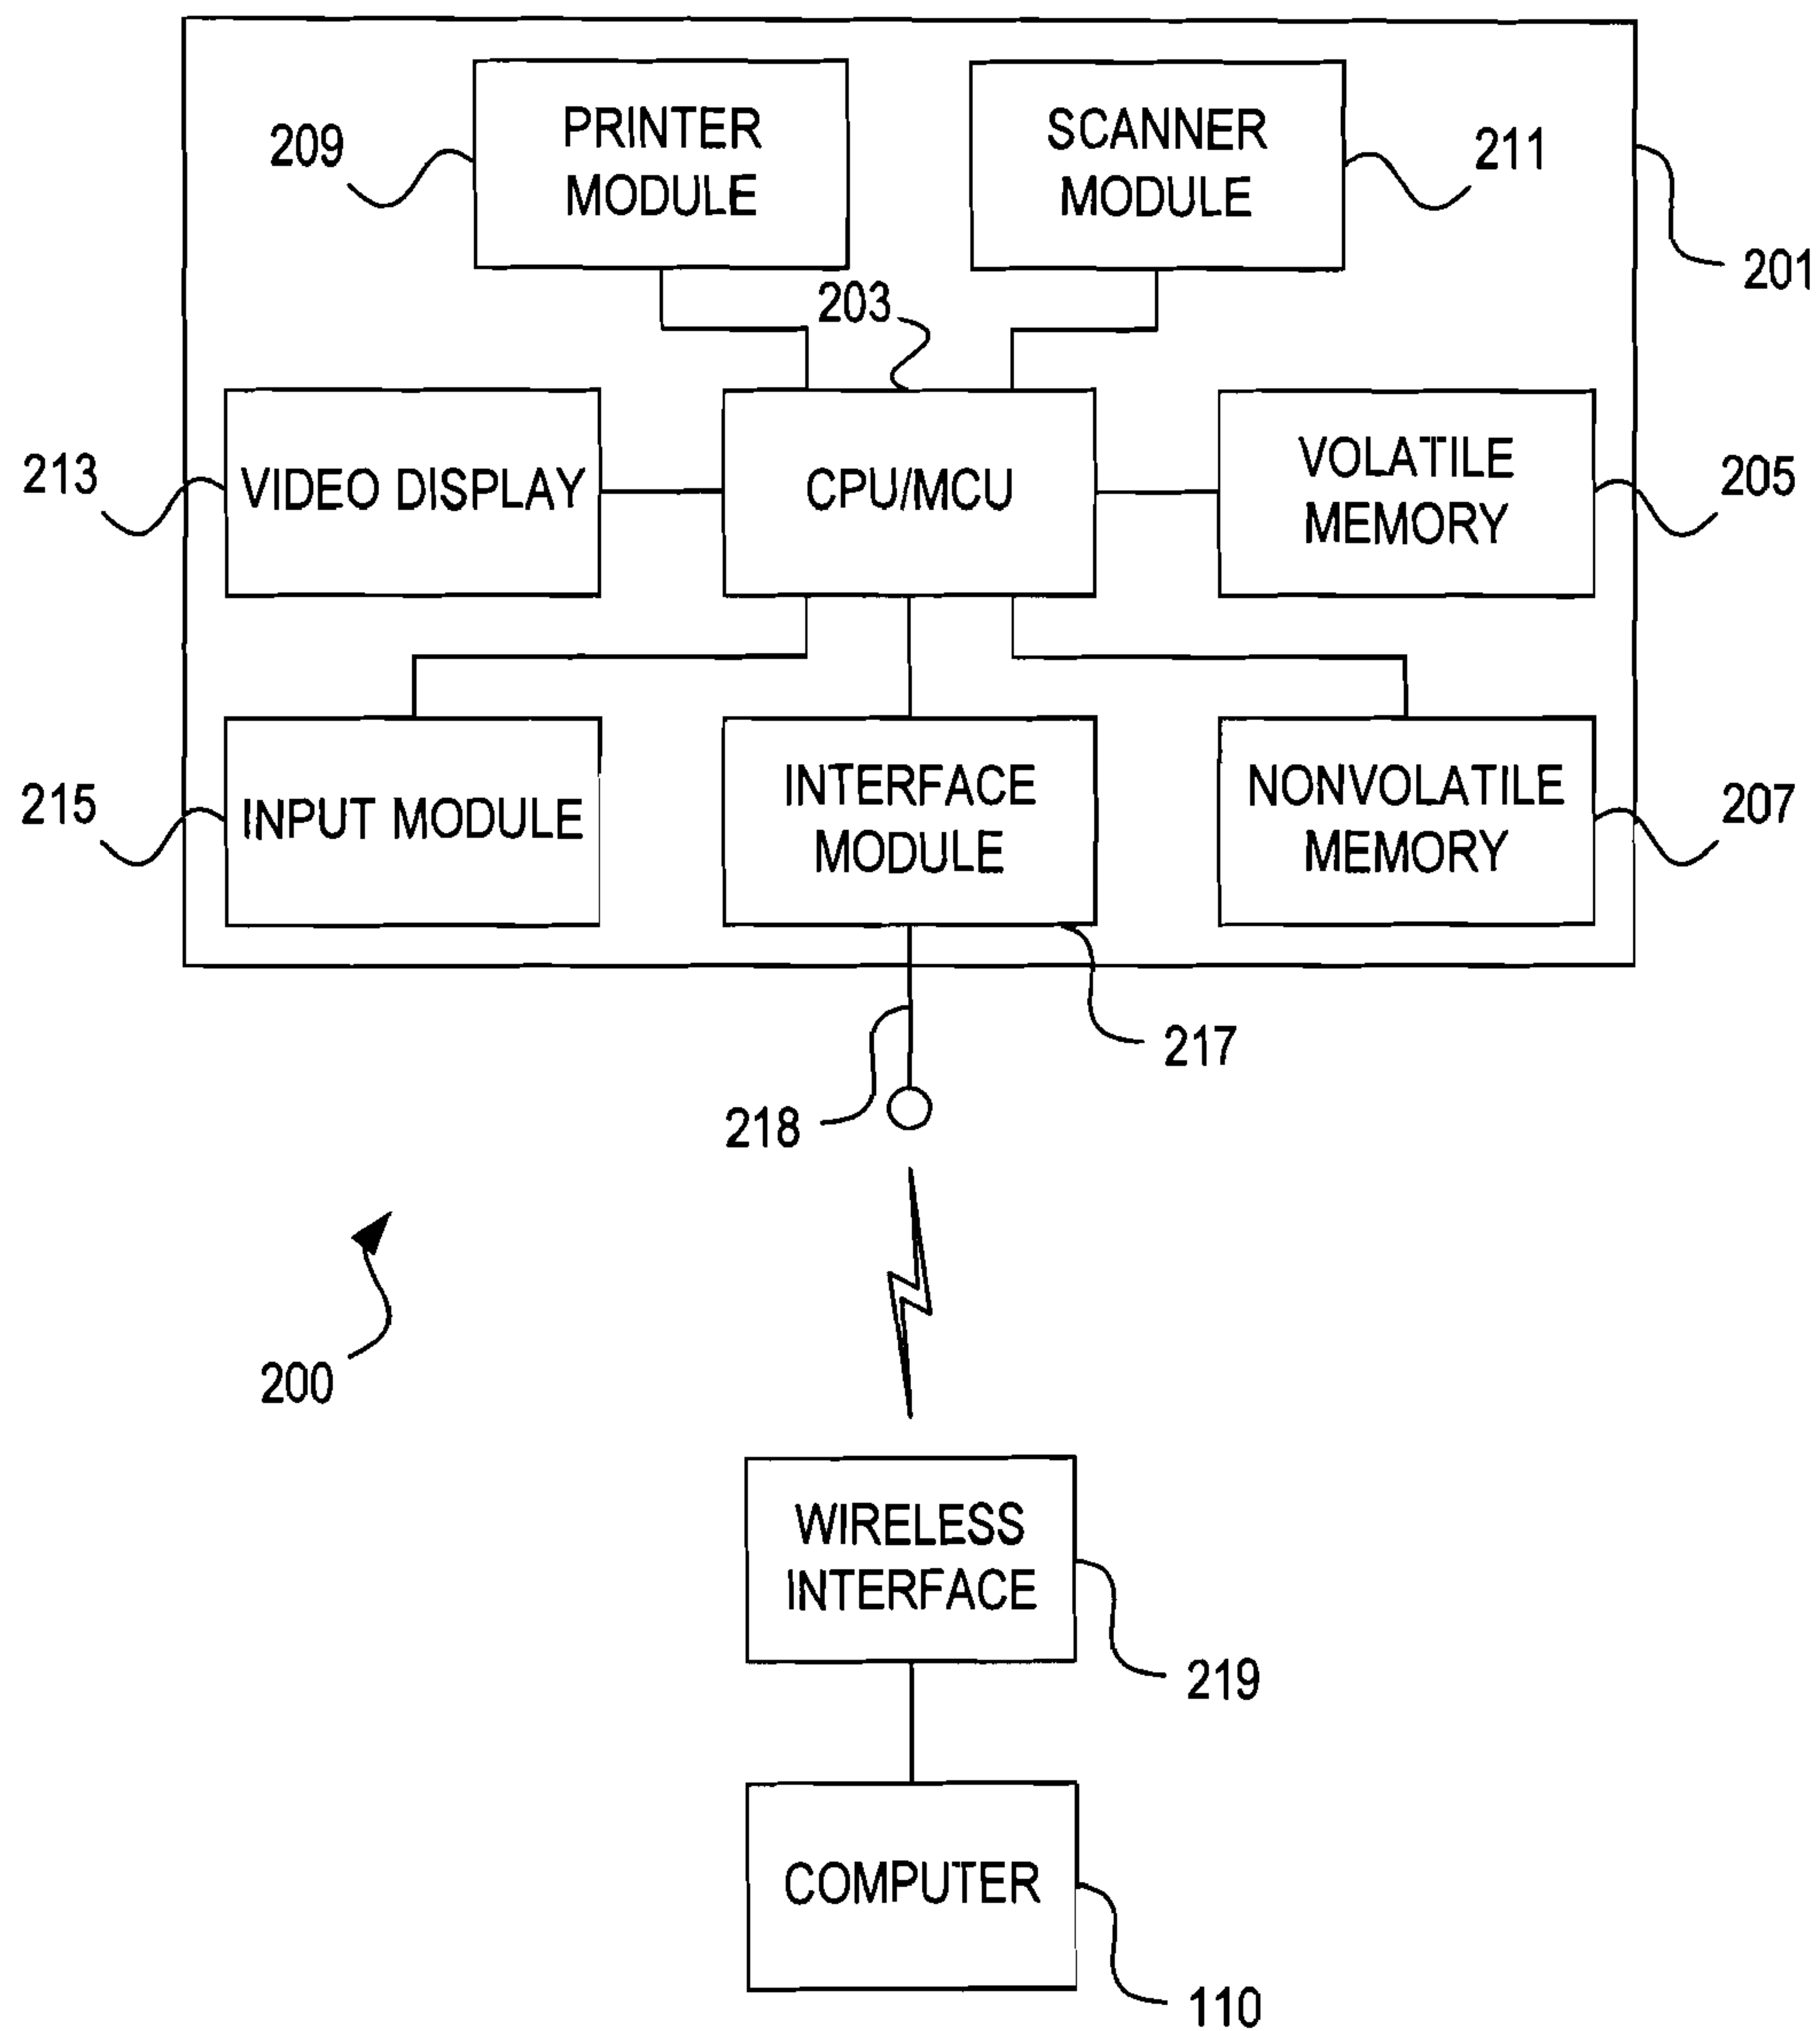 PRINTER
MODULE
209
SCANNER
MODULE
211
201
203
213
VIDEO DISPLAY
CPU/MCU
VOLATILE
MEMORY
205
215
INPUT MODULE
INTERFACE
MODULE
NONVOLATILE
MEMORY
207
217
218
200
WIRELESS
INTERFACE
219
COMPUTER
110